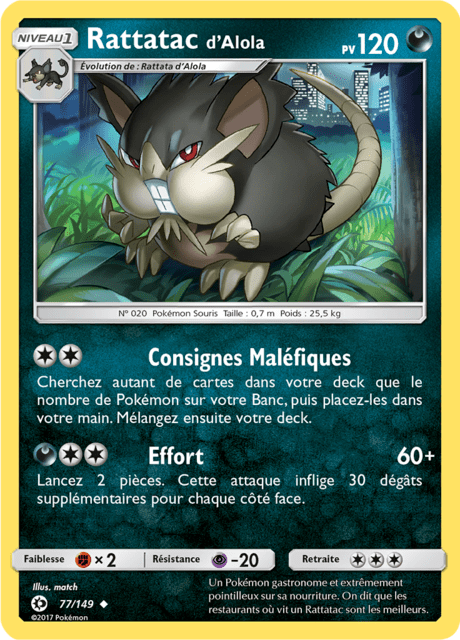 NIVEAU 1
Rattatac d'Alola
PV 120
Évolution de : Rattata d'Alola
N° 020 Pokémon Souris Taille : 0,7 m Poids : 25,5 kg
Consignes Maléfiques
Cherchez autant de cartes dans votre deck que le
nombre de Pokémon sur votre Banc, puis placez-les dans
votre main. Mélangez ensuite votre deck.
Effort 60+
Lancez 2 pièces. Cette attaque inflige 30 dégâts
supplémentaires pour chaque côté face.
Faiblesse ×2 Résistance -20 Retraite
Illus. match
77/149
©2017 Pokémon
Un Pokémon gastronome et extrêmement
pointilleux sur sa nourriture. On dit que les
restaurants où vit un Rattatac sont les meilleurs.